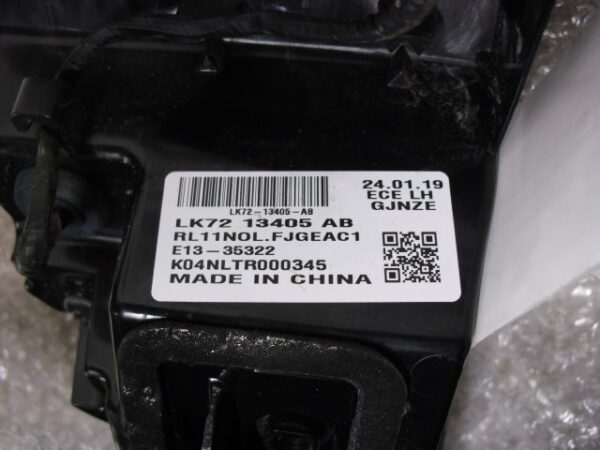 LK72-13405-AB
24.01.19
ECE LH
GJNZE
LK72 13405 AB
RL11NOL.FJGEAC1
E13-35322
K04NLTR000345
MADE IN CHINA